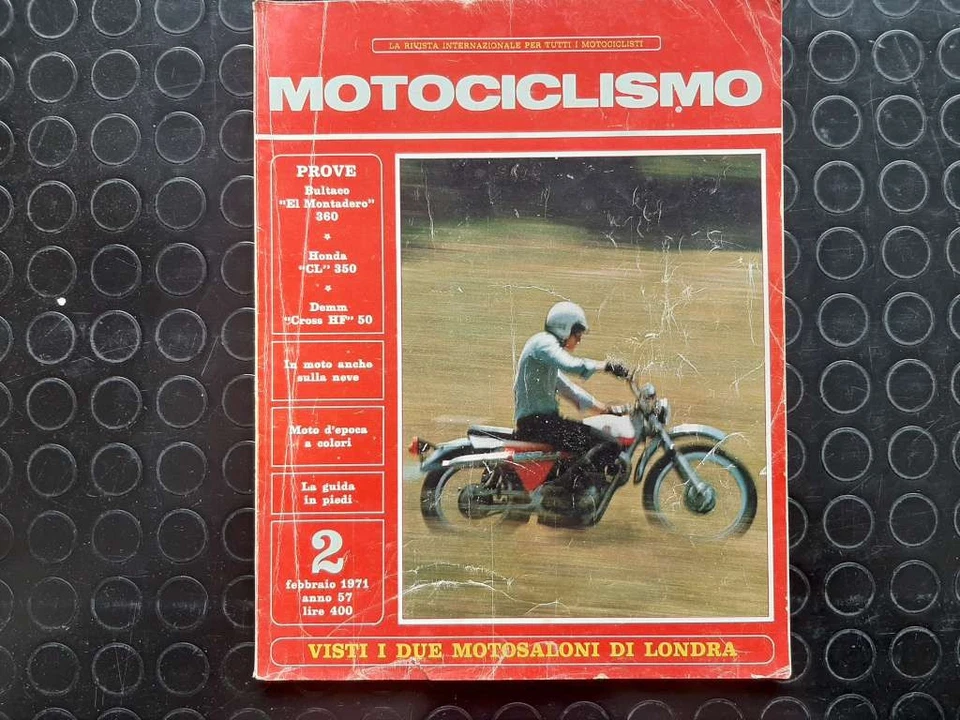 LA RIVISTA INTERNAZIONALE PER TUTTI I MOTOCICLISTI
MOTOCICLISMO
PROVE
Bultaco
"El Montadero"
360
*
Honda
"CL" 350
*
Demm
"Cross HF" 50
In moto anche
sulla neve
Moto d'epoca
a colori
La guida
in piedi
2
febbraio 1971
anno 57
lire 400
VISTI I DUE MOTOSALONI DI LONDRA